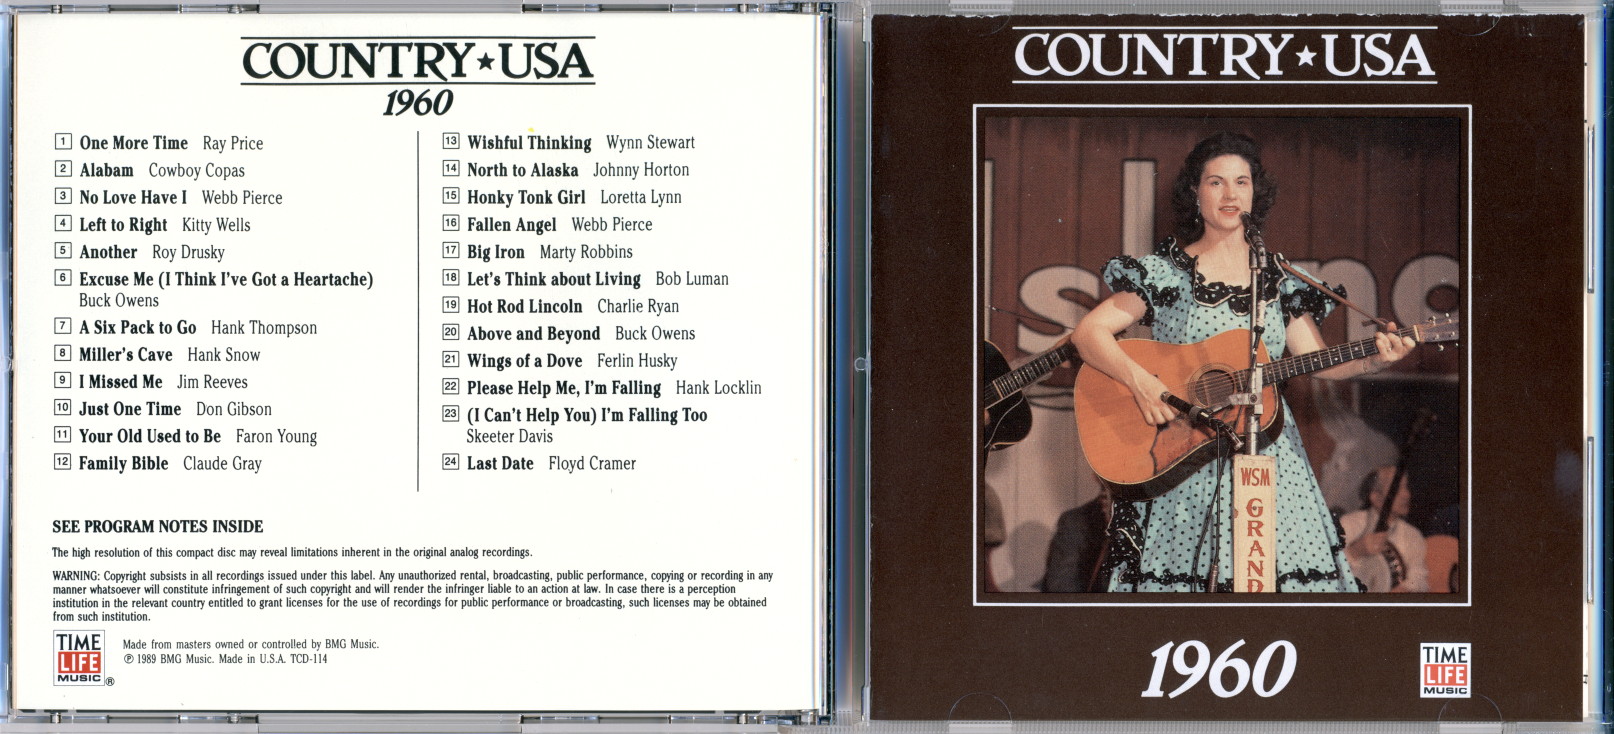 COUNTRY★USA
1960
1 One More Time Ray Price
2 Alabam Cowboy Copas
3 No Love Have I Webb Pierce
4 Left to Right Kitty Wells
5 Another Roy Drusky
6 Excuse Me (I Think I've Got a Heartache)
Buck Owens
7 A Six Pack to Go Hank Thompson
8 Miller's Cave Hank Snow
9 I Missed Me Jim Reeves
10 Just One Time Don Gibson
11 Your Old Used to Be Faron Young
12 Family Bible Claude Gray
13 Wishful Thinking Wynn Stewart
14 North to Alaska Johnny Horton
15 Honky Tonk Girl Loretta Lynn
16 Fallen Angel Webb Pierce
17 Big Iron Marty Robbins
18 Let's Think about Living Bob Luman
19 Hot Rod Lincoln Charlie Ryan
20 Above and Beyond Buck Owens
21 Wings of a Dove Ferlin Husky
22 Please Help Me, I'm Falling Hank Locklin
23 (I Can't Help You) I'm Falling Too
Skeeter Davis
24 Last Date Floyd Cramer
SEE PROGRAM NOTES INSIDE
The high resolution of this compact disc may reveal limitations inherent in the original analog recordings.
WARNING: Copyright subsists in all recordings issued under this label. Any unauthorized rental, broadcasting, public performance, copying or recording in any
manner whatsoever will constitute infringement of such copyright and will render the infringer liable to an action at law. In case there is a perception
institution in the relevant country entitled to grant licenses for the use of recordings for public performance or broadcasting, such licenses may be obtained
from such institution.
TIME
LIFE
MUSIC®
Made from masters owned or controlled by BMG Music.
℗ 1989 BMG Music. Made in U.S.A. TCD-114
COUNTRY★USA
WSM
GRAND
1960
TIME
LIFE
MUSIC